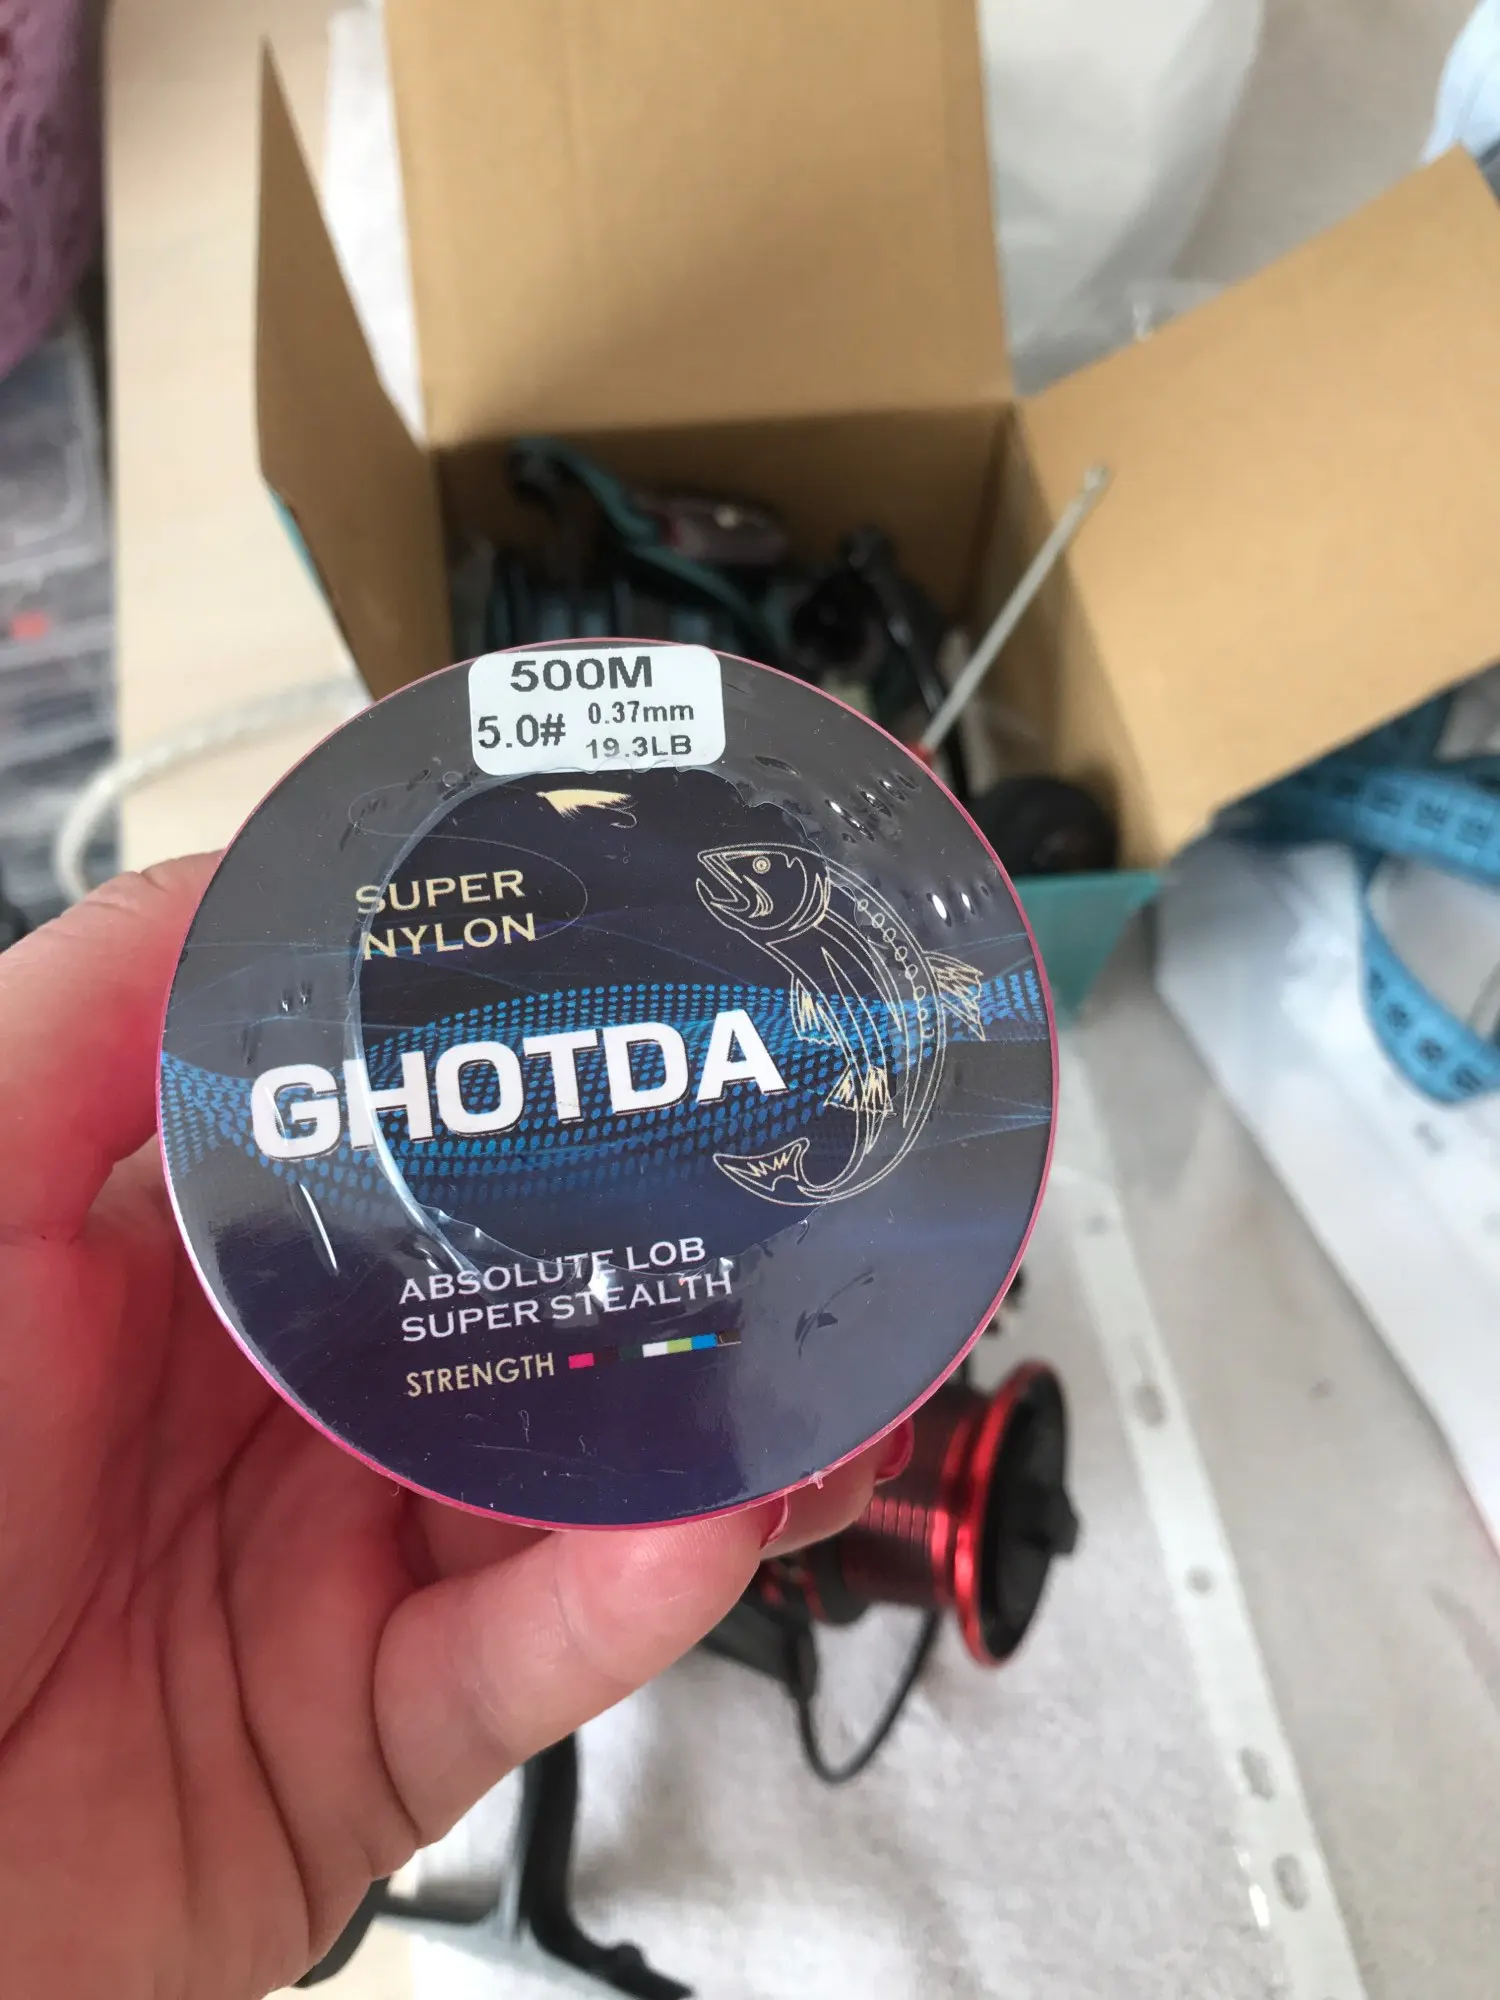 500M
5.0# 0.37mm
19.3LB
SUPER
NYLON
GHOTDA
ABSOLUTE LOB
SUPER STEALTH
STRENGTH